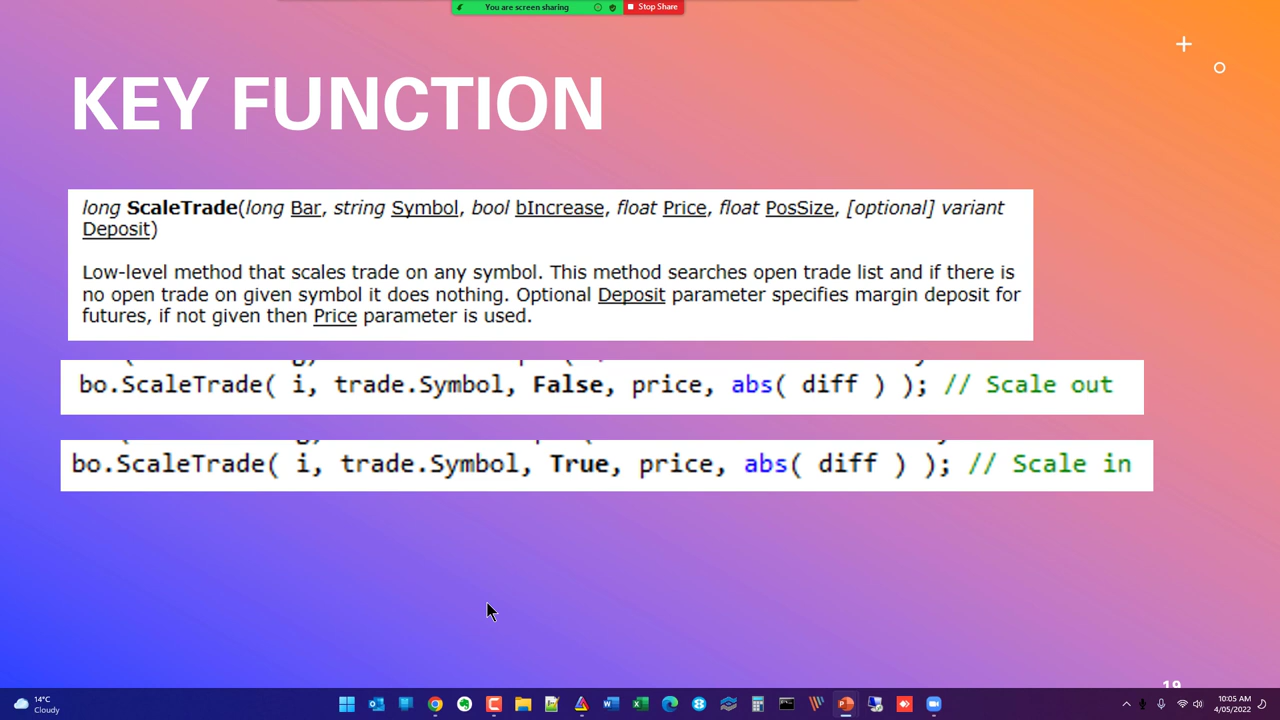 You are screen sharing
Stop Share
KEY FUNCTION
long ScaleTrade(long Bar, string Symbol, bool bIncrease, float Price, float PosSize, [optional] variant
Deposit)
Low-level method that scales trade on any symbol. This method searches open trade list and if there is
no open trade on given symbol it does nothing. Optional Deposit parameter specifies margin deposit for
futures, if not given then Price parameter is used.
bo.ScaleTrade( i, trade.Symbol, False, price, abs( diff ) ); // Scale out
bo.ScaleTrade( i, trade.Symbol, True, price, abs( diff ) ); // Scale in
19
14°C
Cloudy
10:05 AM
4/05/2022